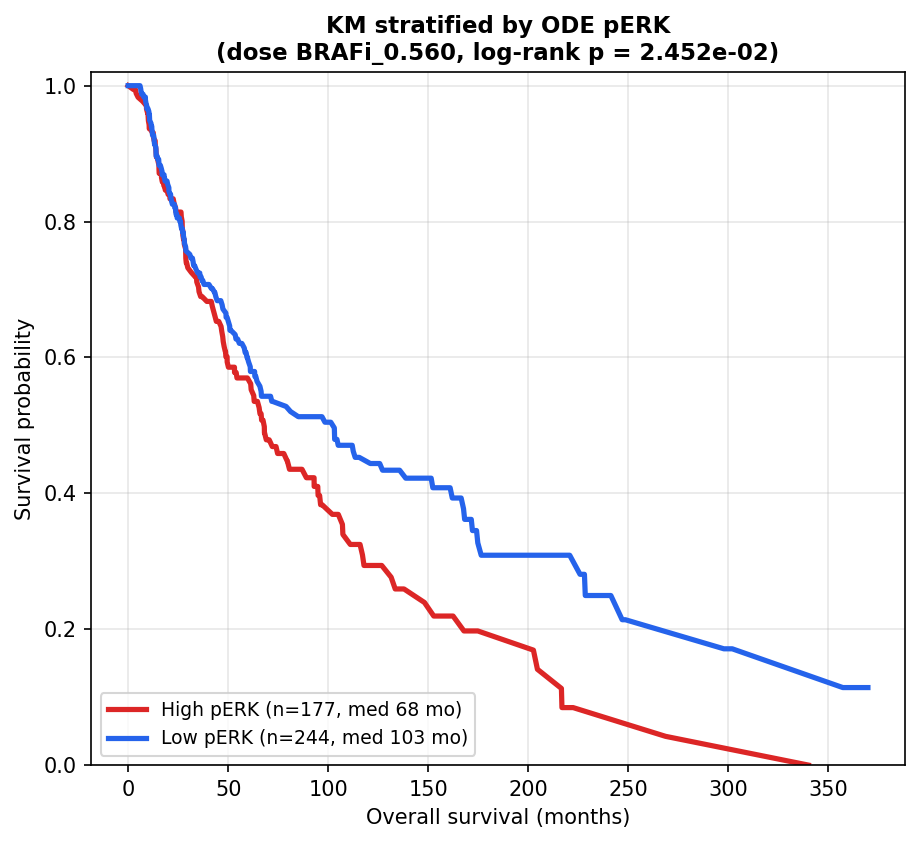 KM stratified by ODE pERK
(dose BRAFi_0.560, log-rank p = 2.452e-02)
Survival probability
1.0
0.8
0.6
0.4
0.2
0.0
High pERK (n=177, med 68 mo)
Low pERK (n=244, med 103 mo)
0 50 100 150 200 250 300 350
Overall survival (months)